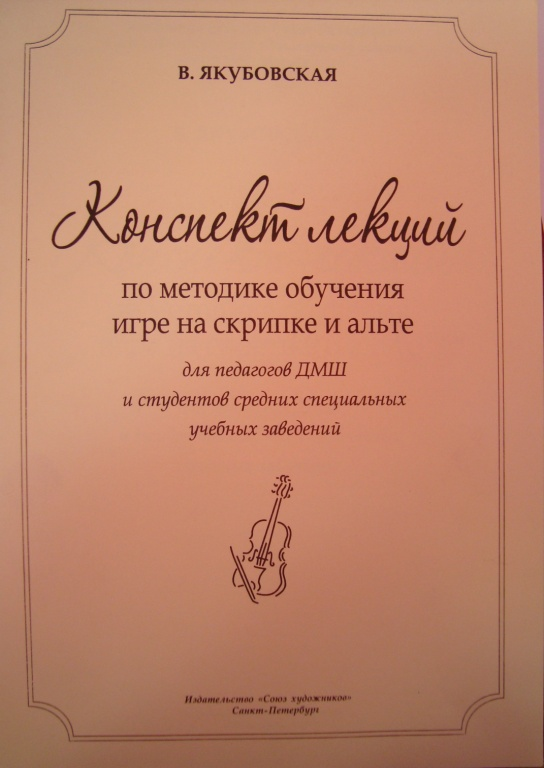 В. ЯКУБОВСКАЯ
Конспект лекций
по методике обучения
игре на скрипке и альте
для педагогов ДМШ
и студентов средних специальных
учебных заведений
Издательство «Союз художников»
Санкт-Петербург